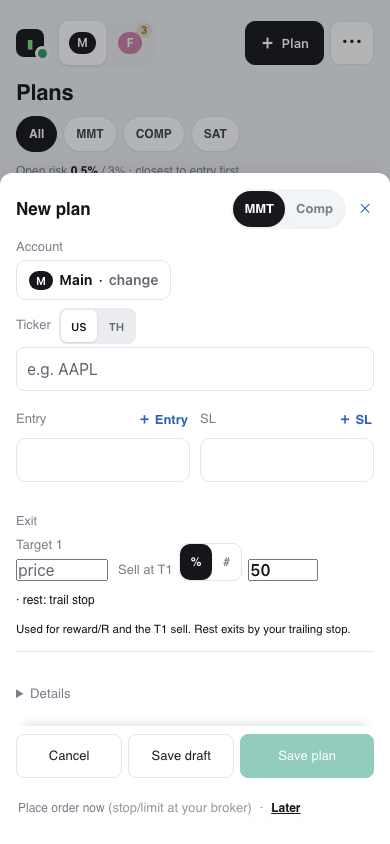 M F 3 + Plan ...
Plans
All MMT COMP SAT
Open risk 0.5% / 3% · closest to entry first
New plan MMT Comp ×
Account
M Main · change
Ticker US TH
e.g. AAPL
Entry + Entry SL + SL
Exit
Target 1
price Sell at T1 % # 50
· rest: trail stop
Used for reward/R and the T1 sell. Rest exits by your trailing stop.
▶ Details
Cancel Save draft Save plan
Place order now (stop/limit at your broker) · Later